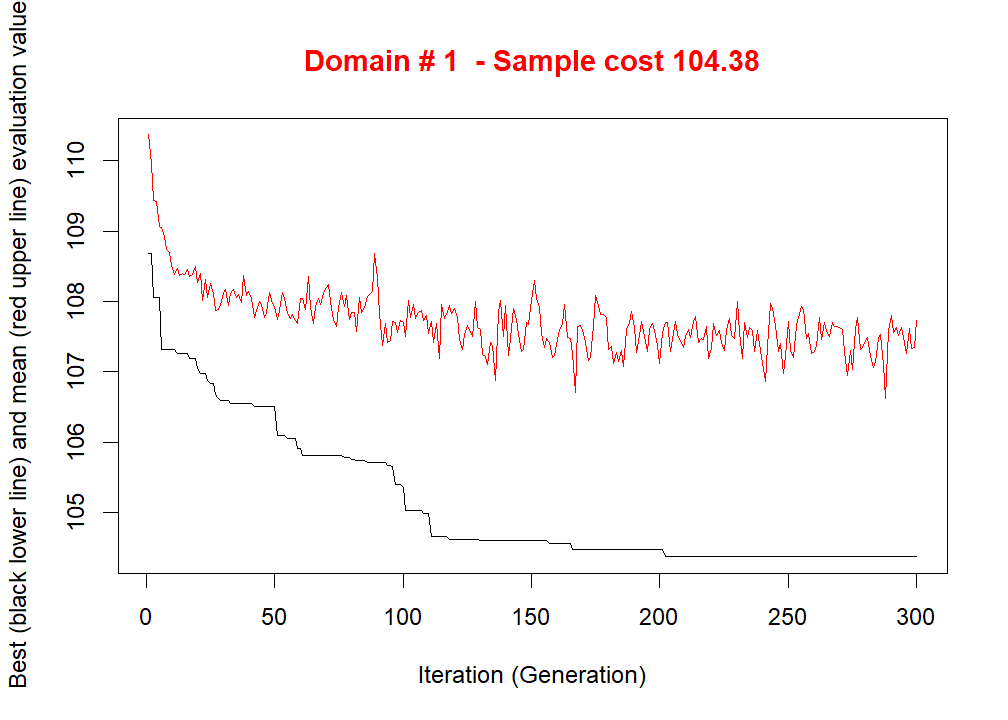 Domain # 1  - Sample cost 104.38
Best (black lower line) and mean (red upper line) evaluation value
110
109
108
107
106
105
0 50 100 150 200 250 300
Iteration (Generation)